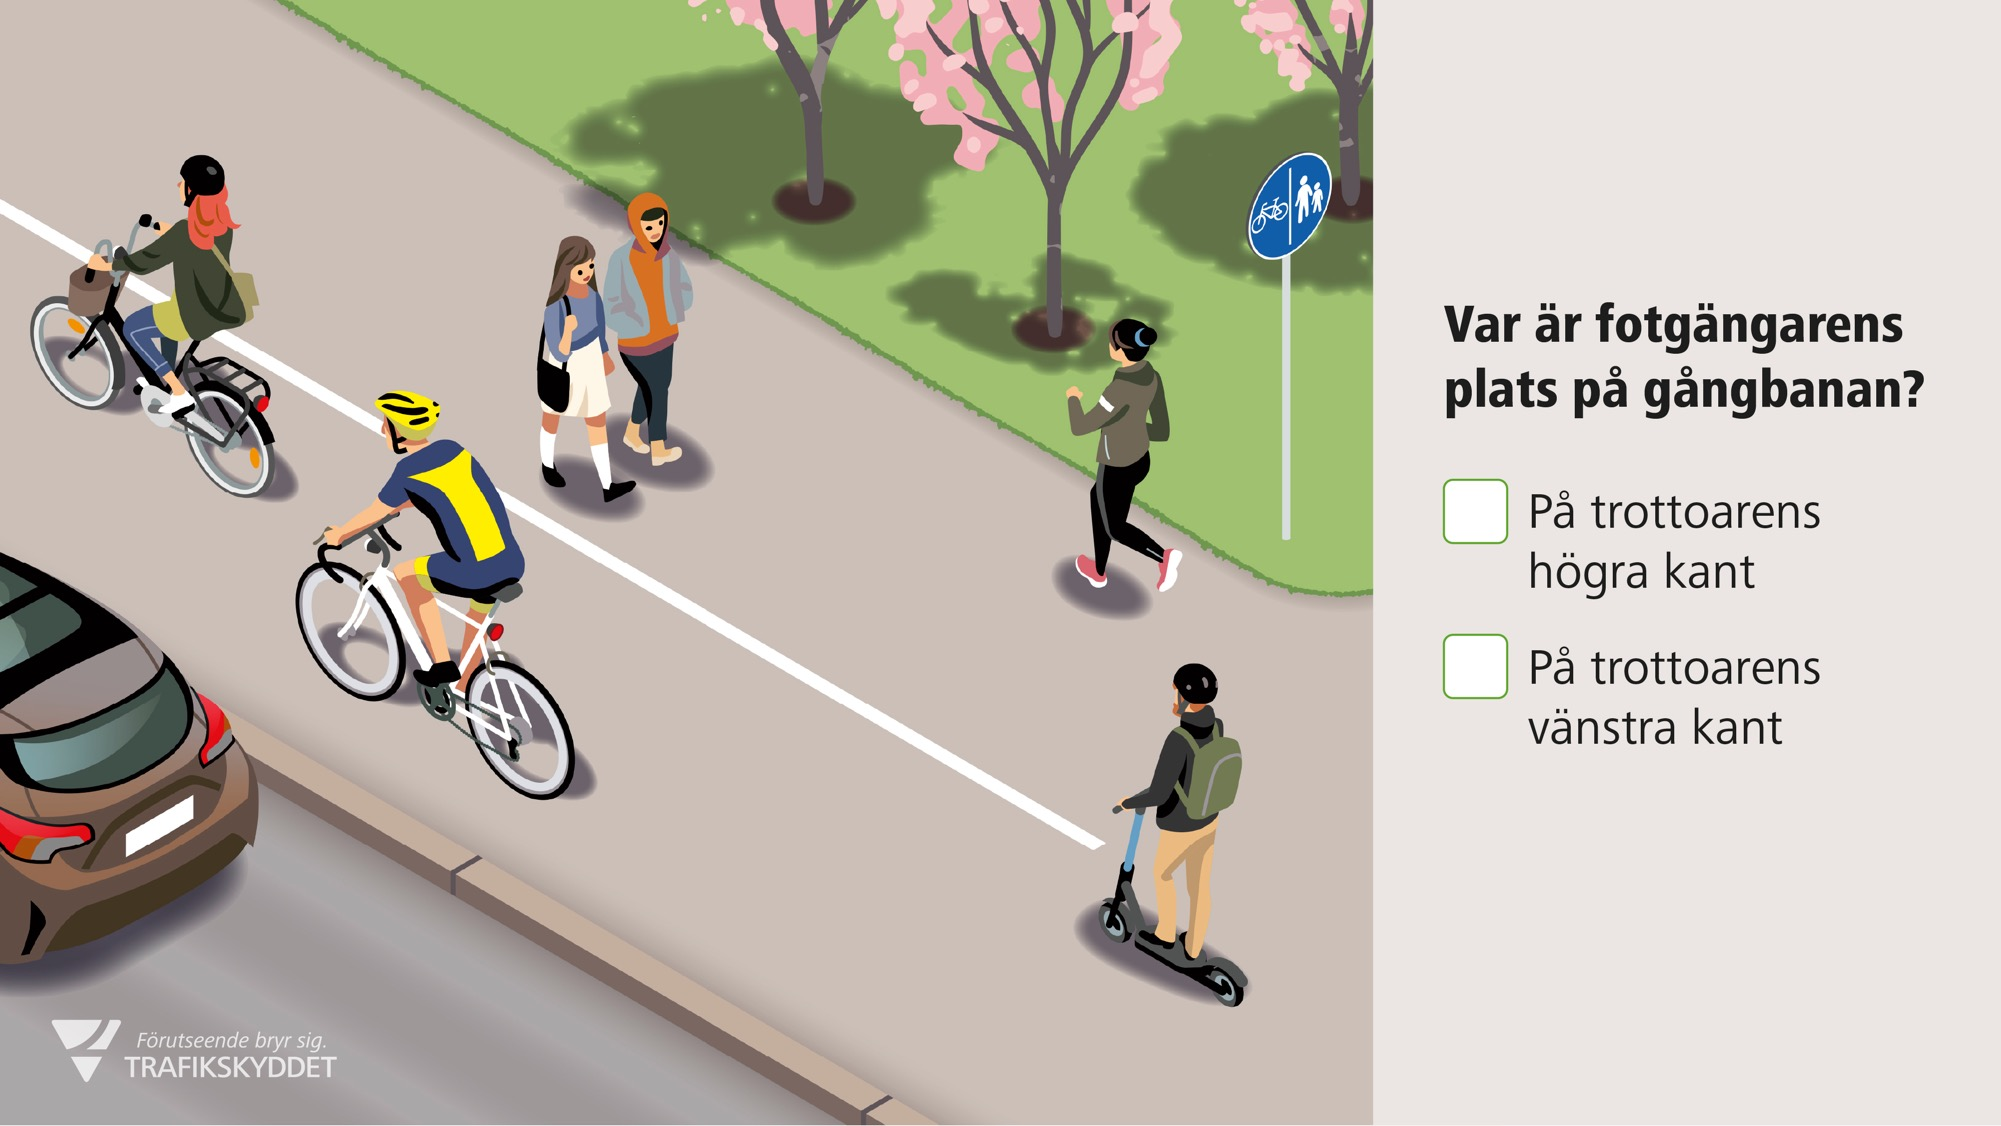 Var är fotgängarens
plats på gångbanan?
På trottoarens
högra kant
På trottoarens
vänstra kant
Förutseende bryr sig.
TRAFIKSKYDDET